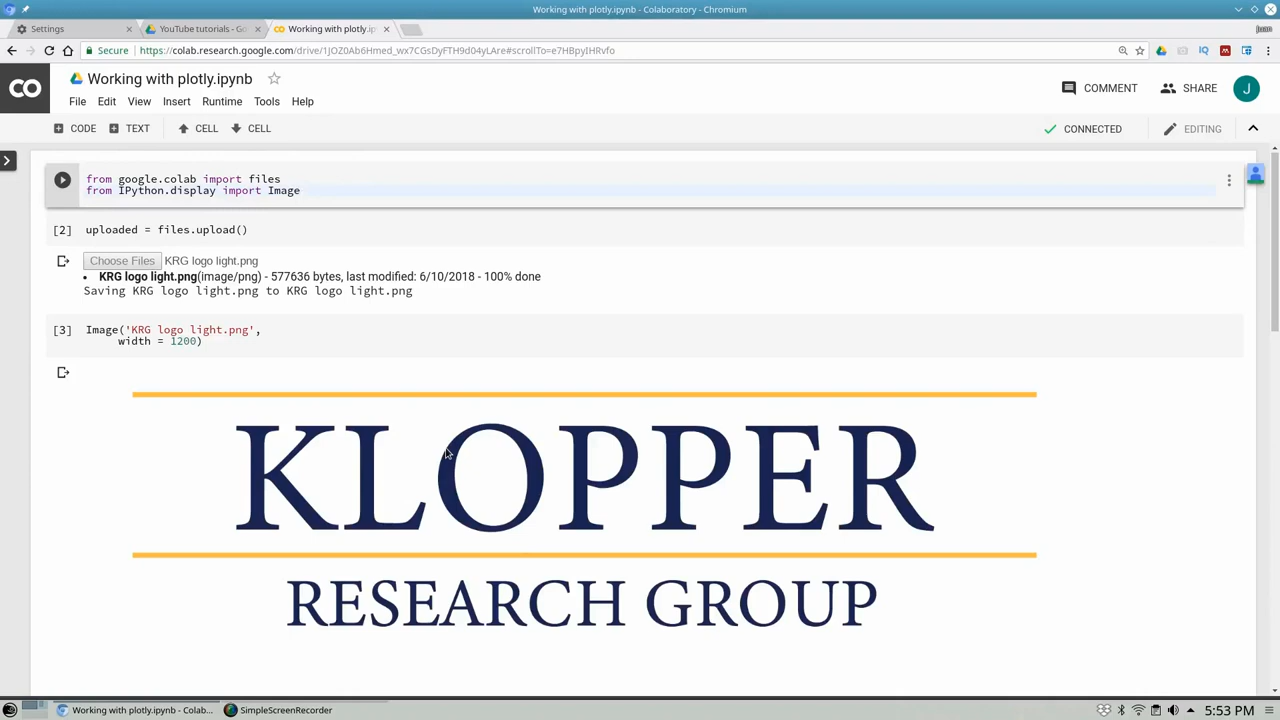 Working with plotly.ipynb - Colaboratory - Chromium
Settings
YouTube tutorials - Go
Working with plotly.ip
juan
Secure
https://colab.research.google.com/drive/1JOZ0Ab6Hmed_wx7CGsDyFTH9d04yLAre#scrollTo=e7HBpyIHRvfo
CO
Working with plotly.ipynb
COMMENT
SHARE
J
File Edit View Insert Runtime Tools Help
CODE TEXT CELL CELL
CONNECTED
EDITING
from google.colab import files
from IPython.display import Image
[2] uploaded = files.upload()
Choose Files KRG logo light.png
• KRG logo light.png(image/png) - 577636 bytes, last modified: 6/10/2018 - 100% done
Saving KRG logo light.png to KRG logo light.png
[3] Image('KRG logo light.png',
width = 1200)
KLOPPER
RESEARCH GROUP
Working with plotly.ipynb - Colab...
SimpleScreenRecorder
5:53 PM